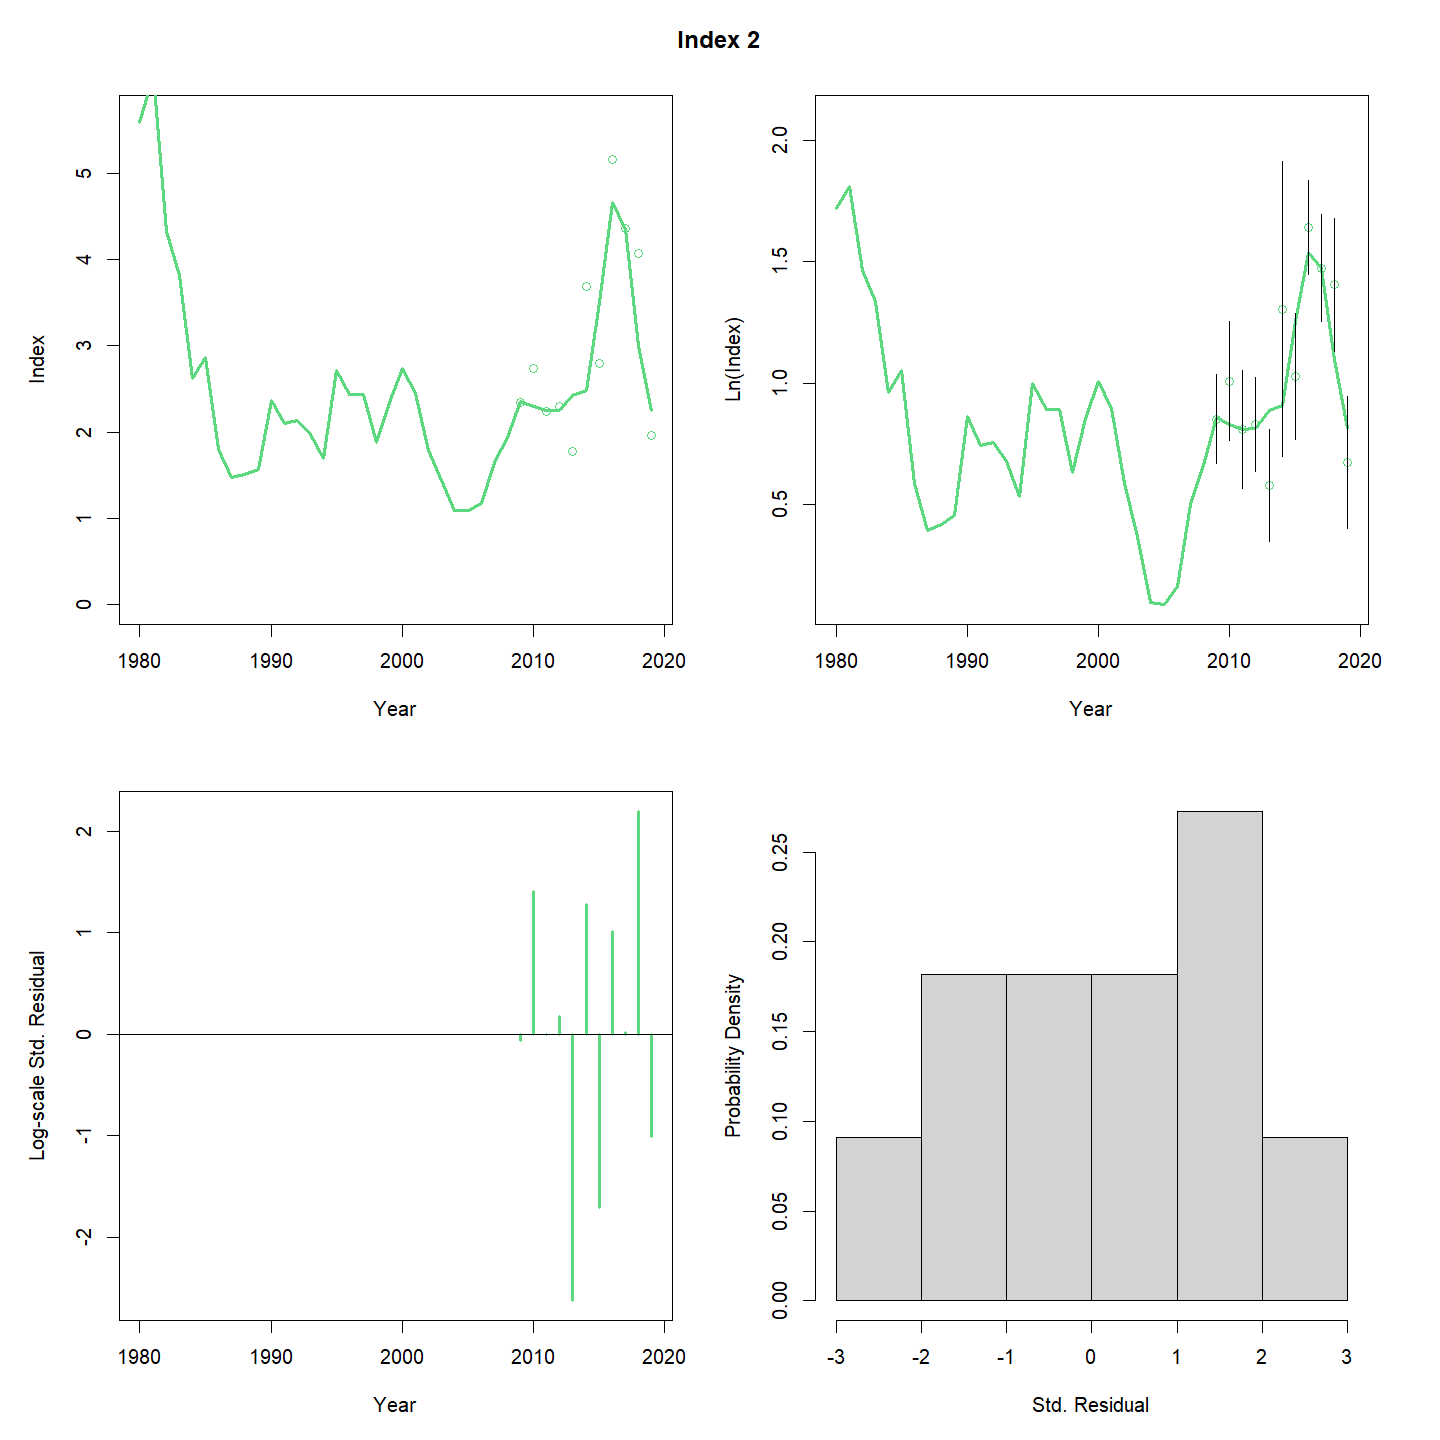 Index 2
Index
0 1 2 3 4 5
1980 1990 2000 2010 2020
Year
Ln(Index)
0.5 1.0 1.5 2.0
1980 1990 2000 2010 2020
Year
Log-scale Std. Residual
-2 -1 0 1 2
1980 1990 2000 2010 2020
Year
Probability Density
0.00 0.05 0.10 0.15 0.20 0.25
-3 -2 -1 0 1 2 3
Std. Residual